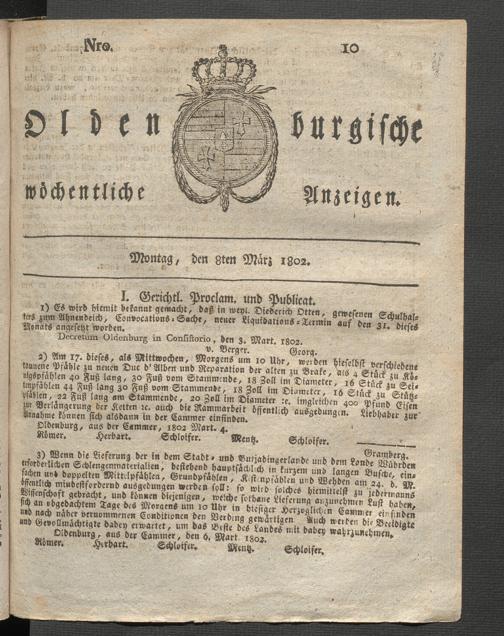 Nro. 10
Olden burgische
wöchentliche Anzeigen.
Montag, den 8ten März 1802.
I. Gerichtl. Proclam. und Publicat.
1) Es wird hiemit bekannt gemacht, daß in weyl. Diederich Otten, gewesenen Schulhal-
ters zum Ahnendeich, Convocations-Sache, neuer Liquidations-Termin auf den 31. dieses
Monats angesetzt worden.
Decretum Oldenburg in Consistorio, den 3. Mart. 1802.
v. Berger. Georg.
2) Am 17. dieses, als Mittwochen, Morgens um 10 Uhr, werden hieselbst verschiedene
Pfähle zu neuen Duc d'Alben und Reparatur der alten zu Brake, als 4 Stück zu Kö-
nigspfählen 40 Fuß lang, 30 Fuß vom Stammende, 18 Zoll im Diameter, 16 Stück zu
44 Fuß lang 30 Fuß vom Stammende, 18 Zoll im Diameter, 16 Stück zu Stütz-
pfählen, 22 Fuß lang am Stammende, 20 Zoll im Diameter ꝛc. imgleichen 400 Pfund Eisen
zur Verlängerung der Ketten ꝛc. auch die Rammarbeit öffentlich ausgedungen. Liebhaber zur
Annahme können sich alsdann in der Cammer einfinden.
Oldenburg, aus der Cammer, 1802 Mart. 4.
Römer. Herbart. Schloifer. Mentz. Schloifer.
Gramberg.
3) Wenn die Lieferung der in dem Stadt- und Butjadingerlande und dem Lande Wührden
erforderlichen Schlengenmaterialien, bestehend hauptsächlich in kurzem und langen Busche, ein-
fachen und doppelten Mittelpfählen, Grundpfählen, Kistpfählen und Wehden am 24. d. M.
öffentlich mindestfordernd ausgedungen werden soll: so wird solches hiemittelst zu jedermanns
Wissenschaft gebracht, und können diejenigen, welche sothane Lieferung anzunehmen Lust haben,
sich an obgedachten Tage des Morgens um 10 Uhr in hiesiger Herzoglichen Cammer einfinden
und nach näher vernommenen Conditionen den Verding gewärtigen. Auch werden die Beeidigte
und Gevollmächtigte dabey erwartet, um das Beste des Landes mit dabey wahrzunehmen.
Oldenburg, aus der Cammer, den 6. Mart. 1802.
Römer. Herbart. Schloifer. Mentz. Schloifer.